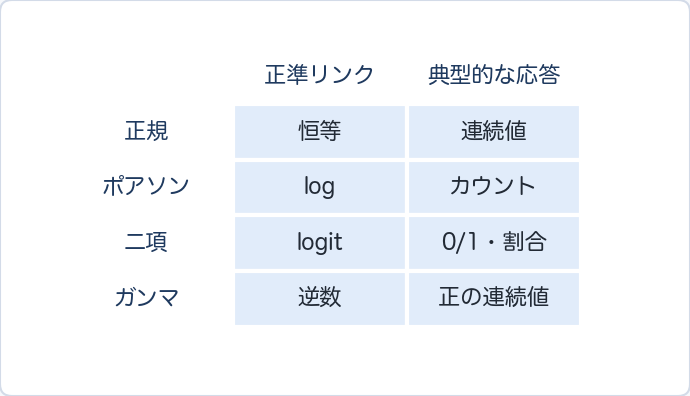 正準リンク 典型的な応答
正規 恒等 連続値
ポアソン log カウント
二項 logit 0/1・割合
ガンマ 逆数 正の連続値